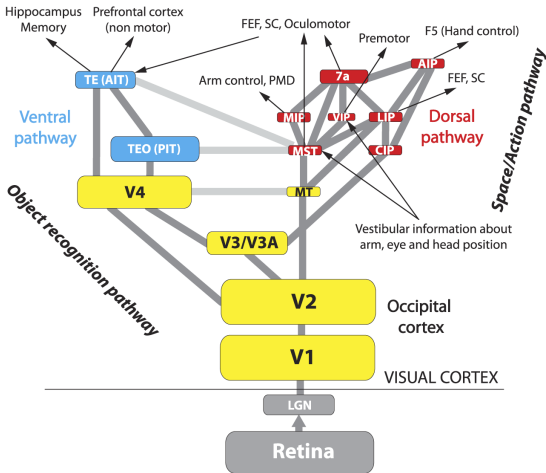 Hippocampus
Memory
Prefrontal cortex
(non motor)
FEF, SC, Oculomotor
Premotor
F5 (Hand control)
TE (AIT)
7a
AIP
Arm control, PMD
FEF, SC
MIP
VIP
LIP
Ventral
pathway
Dorsal
pathway
Space/Action pathway
TEO (PIT)
MST
CIP
V4
MT
Object recognition pathway
V3/V3A
Vestibular information about
arm, eye and head position
V2
Occipital
cortex
V1
VISUAL CORTEX
LGN
Retina